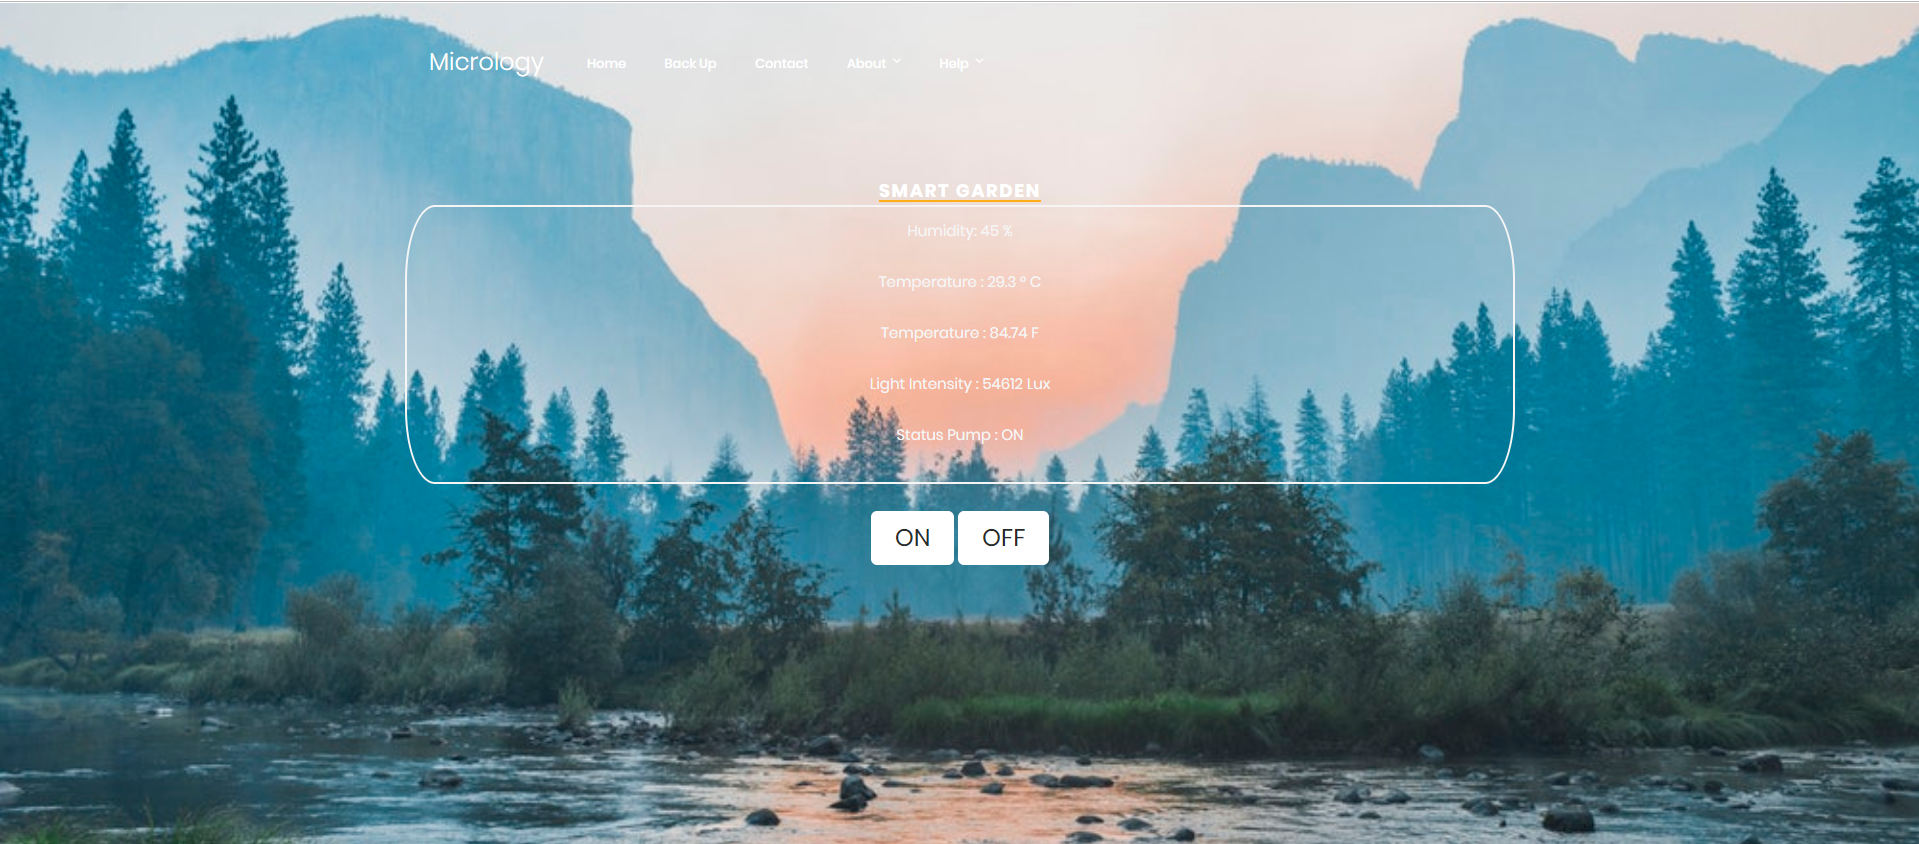 Micrology Home Back Up Contact About Help
SMART GARDEN
Humidity: 45 %
Temperature : 29.3 ° C
Temperature : 84.74 F
Light Intensity : 54612 Lux
Status Pump : ON
ON OFF